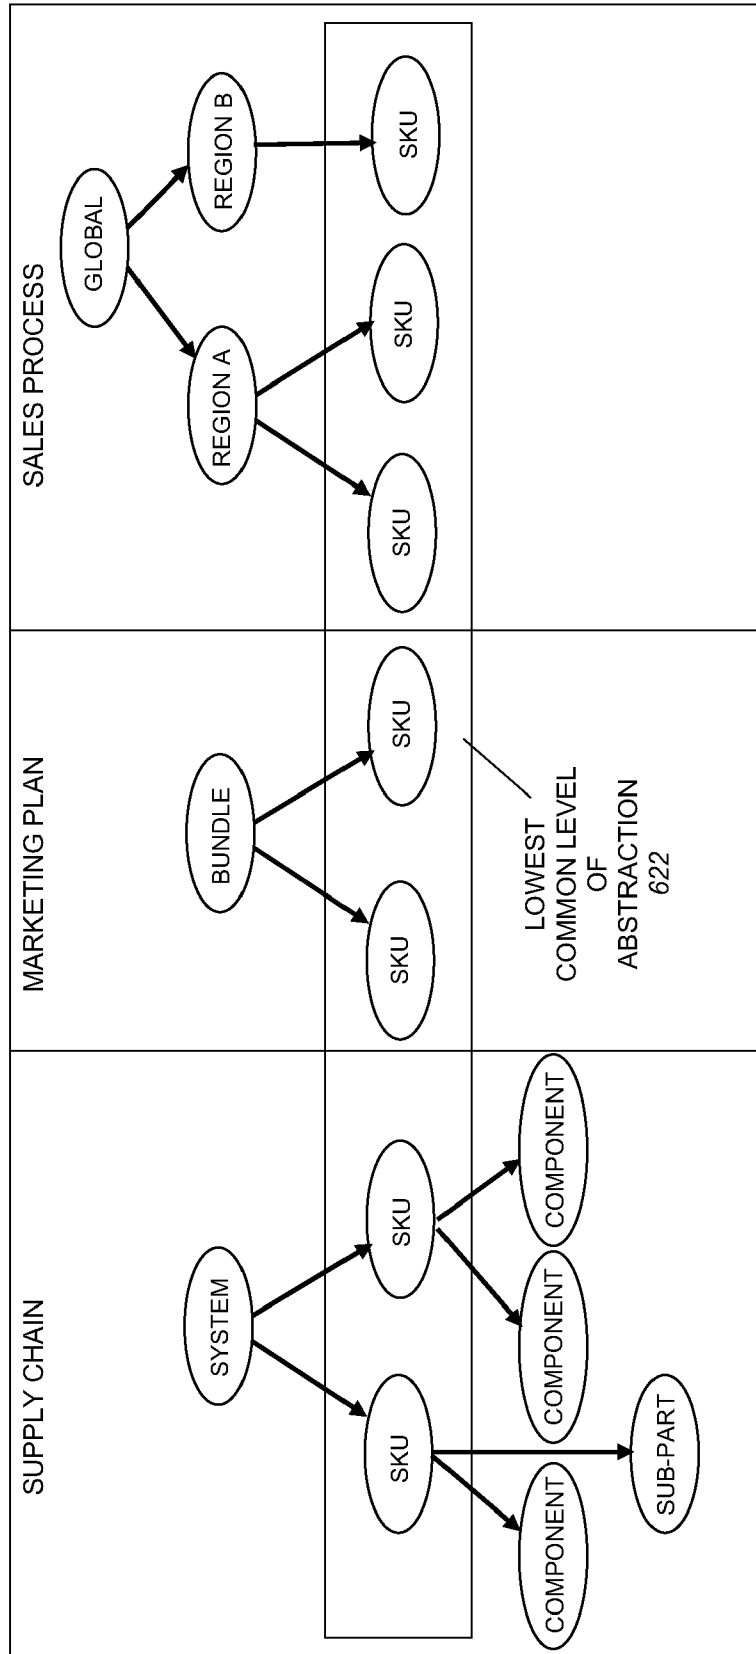 SUPPLY CHAIN
SYSTEM
SKU
SKU
COMPONENT
COMPONENT
COMPONENT
SUB-PART
MARKETING PLAN
BUNDLE
SKU
SKU
LOWEST
COMMON LEVEL
OF
ABSTRACTION
622
SALES PROCESS
GLOBAL
REGION A
REGION B
SKU
SKU
SKU